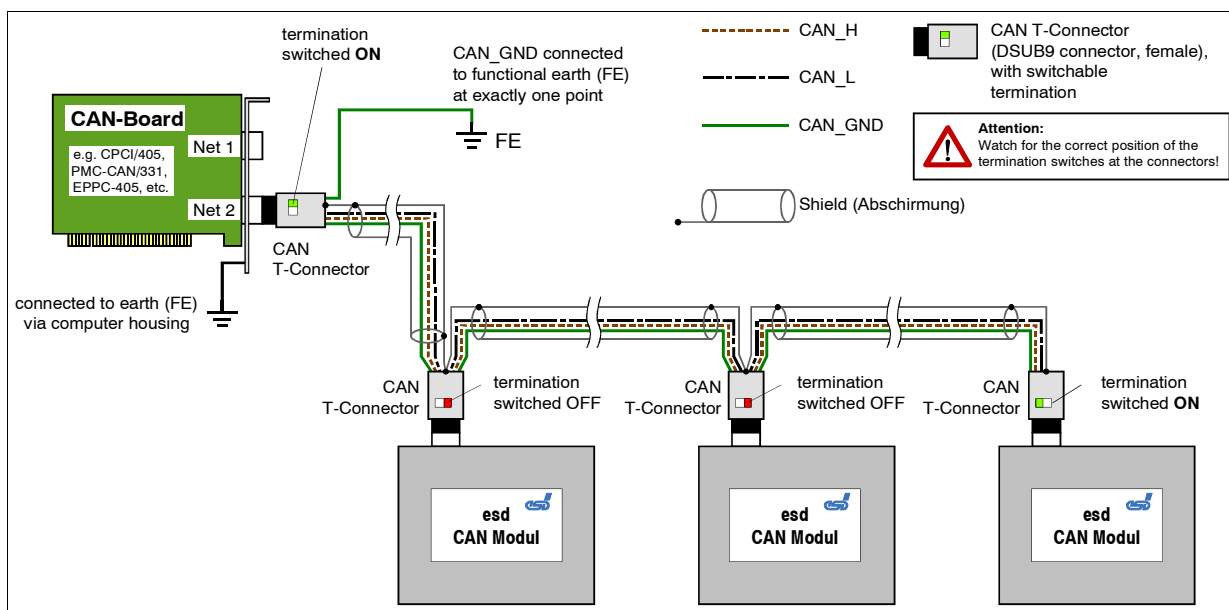 termination
switched ON
CAN_GND connected
to functional earth (FE)
at exactly one point
FE
CAN-Board
Net 1
e.g. CPCI/405,
PMC-CAN/331,
EPPC-405, etc.
Net 2
CAN
T-Connector
connected to earth (FE)
via computer housing
CAN_H
CAN_L
CAN_GND
Shield (Abschirmung)
CAN T-Connector
(DSUB9 connector, female),
with switchable
termination
Attention:
Watch for the correct position of the
termination switches at the connectors!
CAN
T-Connector
termination
switched OFF
CAN
T-Connector
termination
switched OFF
CAN
T-Connector
termination
switched ON
esd
esd
CAN Modul
esd
esd
CAN Modul
esd
esd
CAN Modul